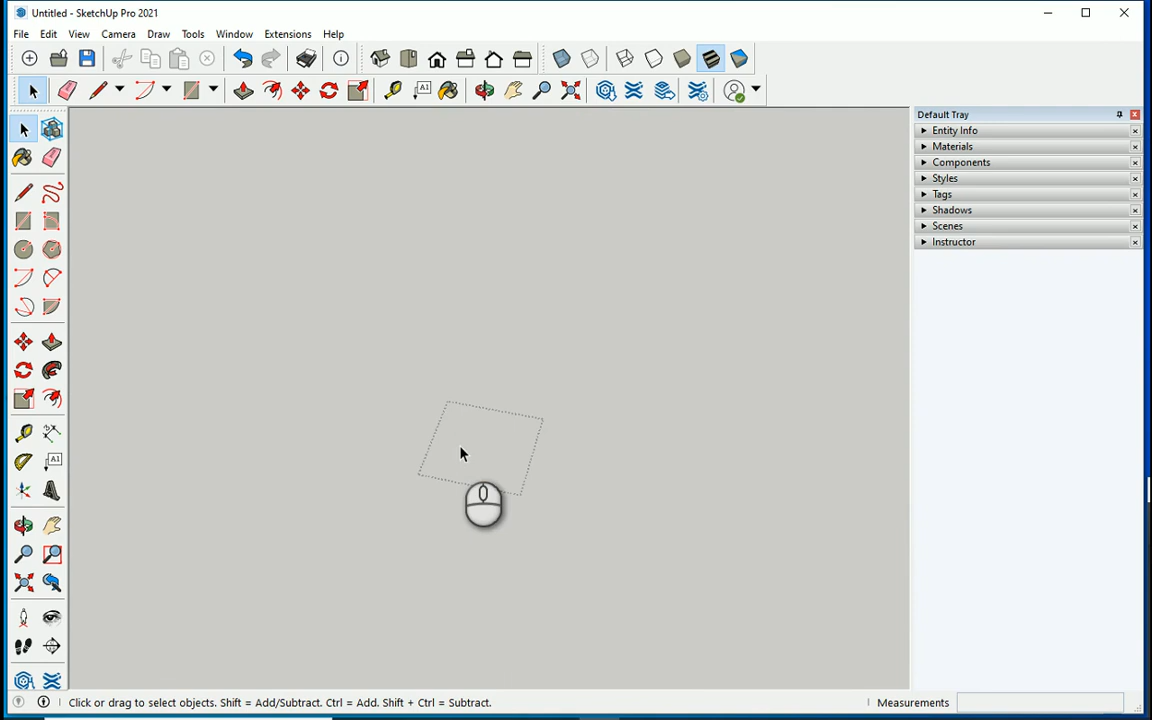 Untitled - SketchUp Pro 2021
File Edit View Camera Draw Tools Window Extensions Help
A1
Default Tray
Entity Info
Materials
Components
Styles
Tags
Shadows
Scenes
Instructor
A1
Click or drag to select objects. Shift = Add/Subtract. Ctrl = Add. Shift + Ctrl = Subtract.
Measurements